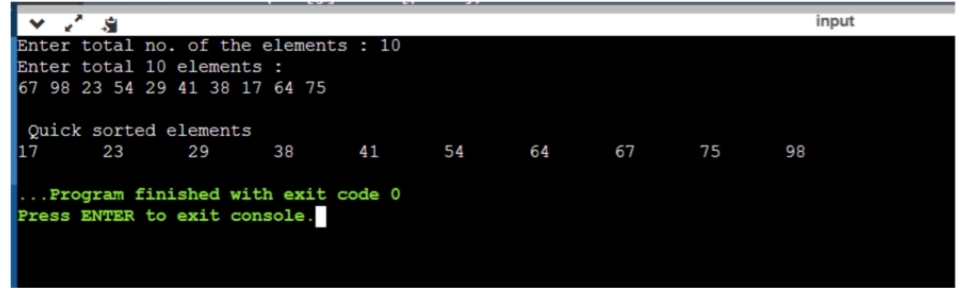 input
Enter total no. of the elements : 10
Enter total 10 elements :
67 98 23 54 29 41 38 17 64 75
Quick sorted elements
17 23 29 38 41 54 64 67 75 98
...Program finished with exit code 0
Press ENTER to exit console.